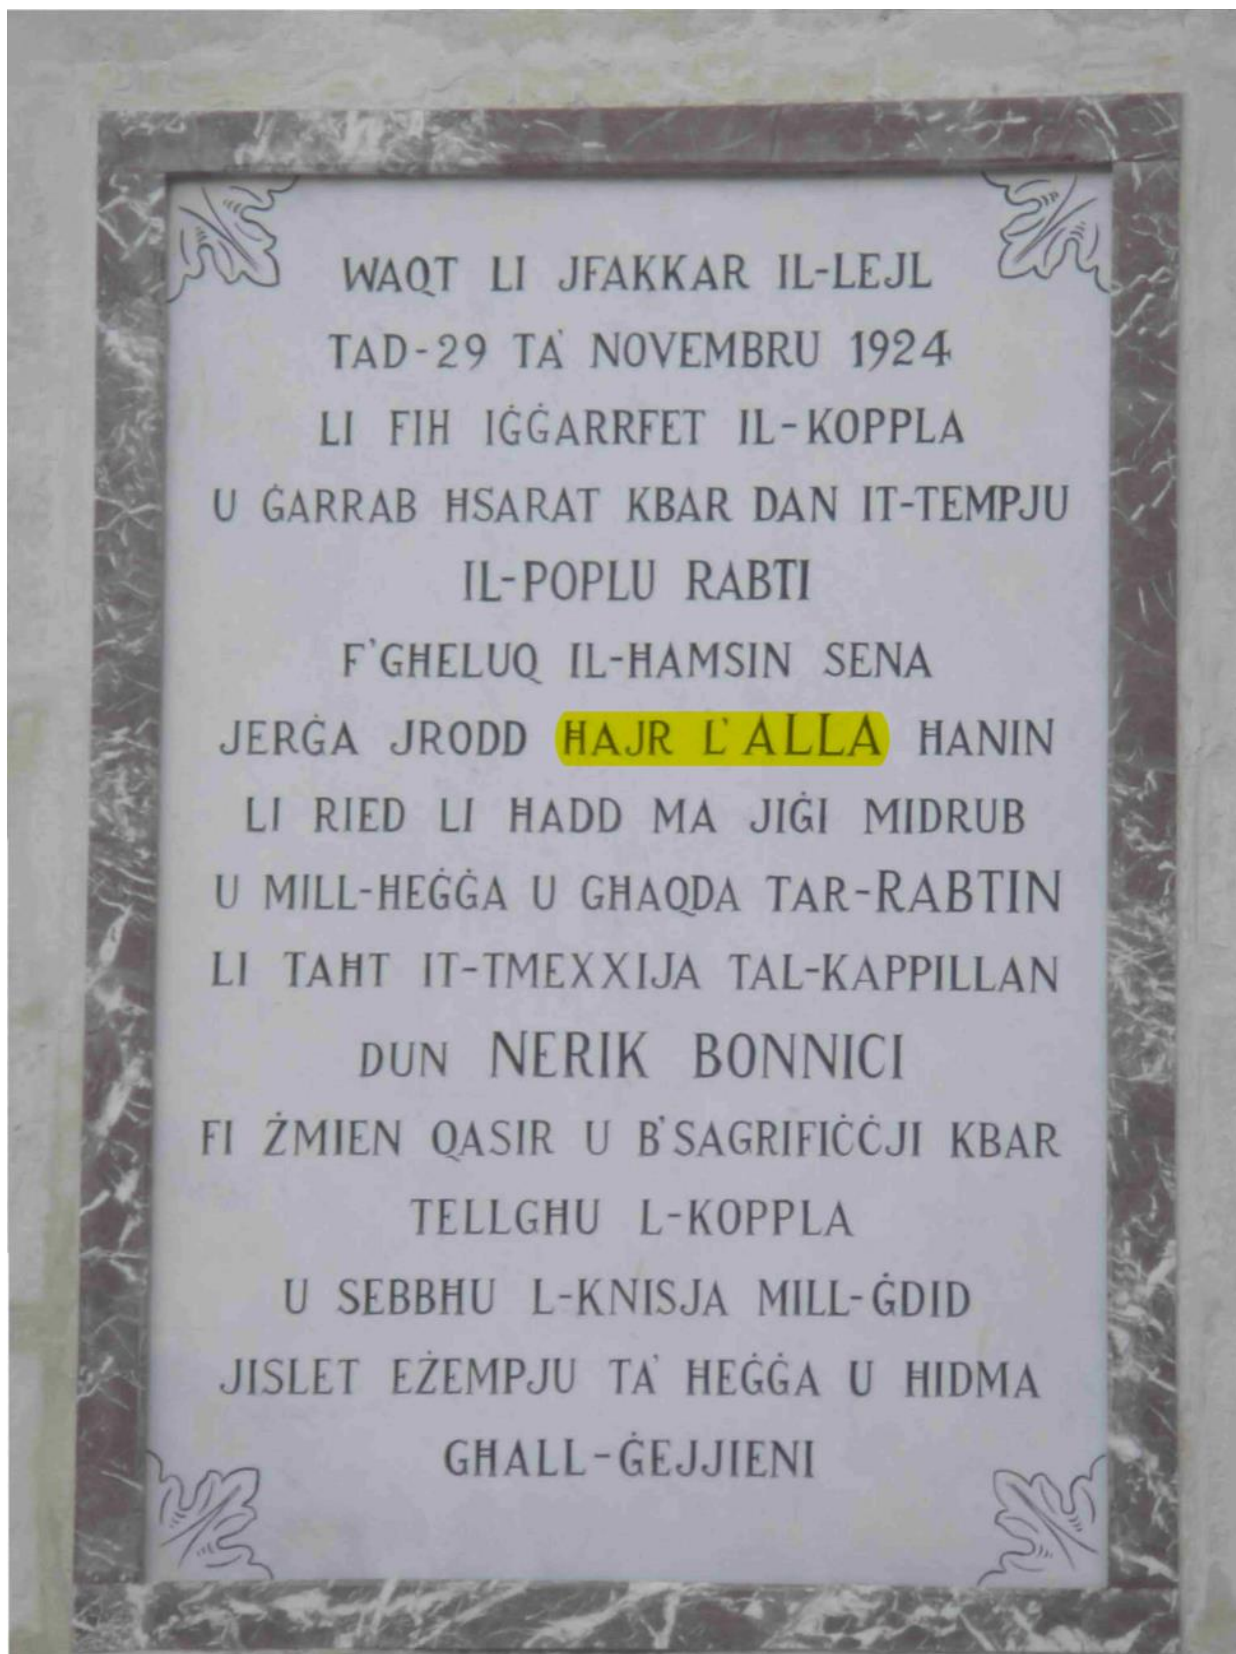 WAQT LI JFAKKAR IL-LEJL
TAD-29 TA' NOVEMBRU 1924
LI FIH IĠĠARRFET IL-KOPPLA
U ĠARRAB ĦSARAT KBAR DAN IT-TEMPJU
IL-POPLU RABTI
F'GĦELUQ IL-ĦAMSIN SENA
JERĠA JRODD ĦAJR L'ALLA ĦANIN
LI RIED LI ĦADD MA JIĠI MIDRUB
U MILL-ĦEĠĠA U GĦAQDA TAR-RABTIN
LI TAĦT IT-TMEXXIJA TAL-KAPPILLAN
DUN NERIK BONNICI
FI ŻMIEN QASIR U B'SAGRIFIĊĊJI KBAR
TELLGĦU L-KOPPLA
U SEBBĦU L-KNISJA MILL-ĠDID
JISLET EŻEMPJU TA' ĦEĠĠA U ĦIDMA
GĦALL-ĠEJJIENI